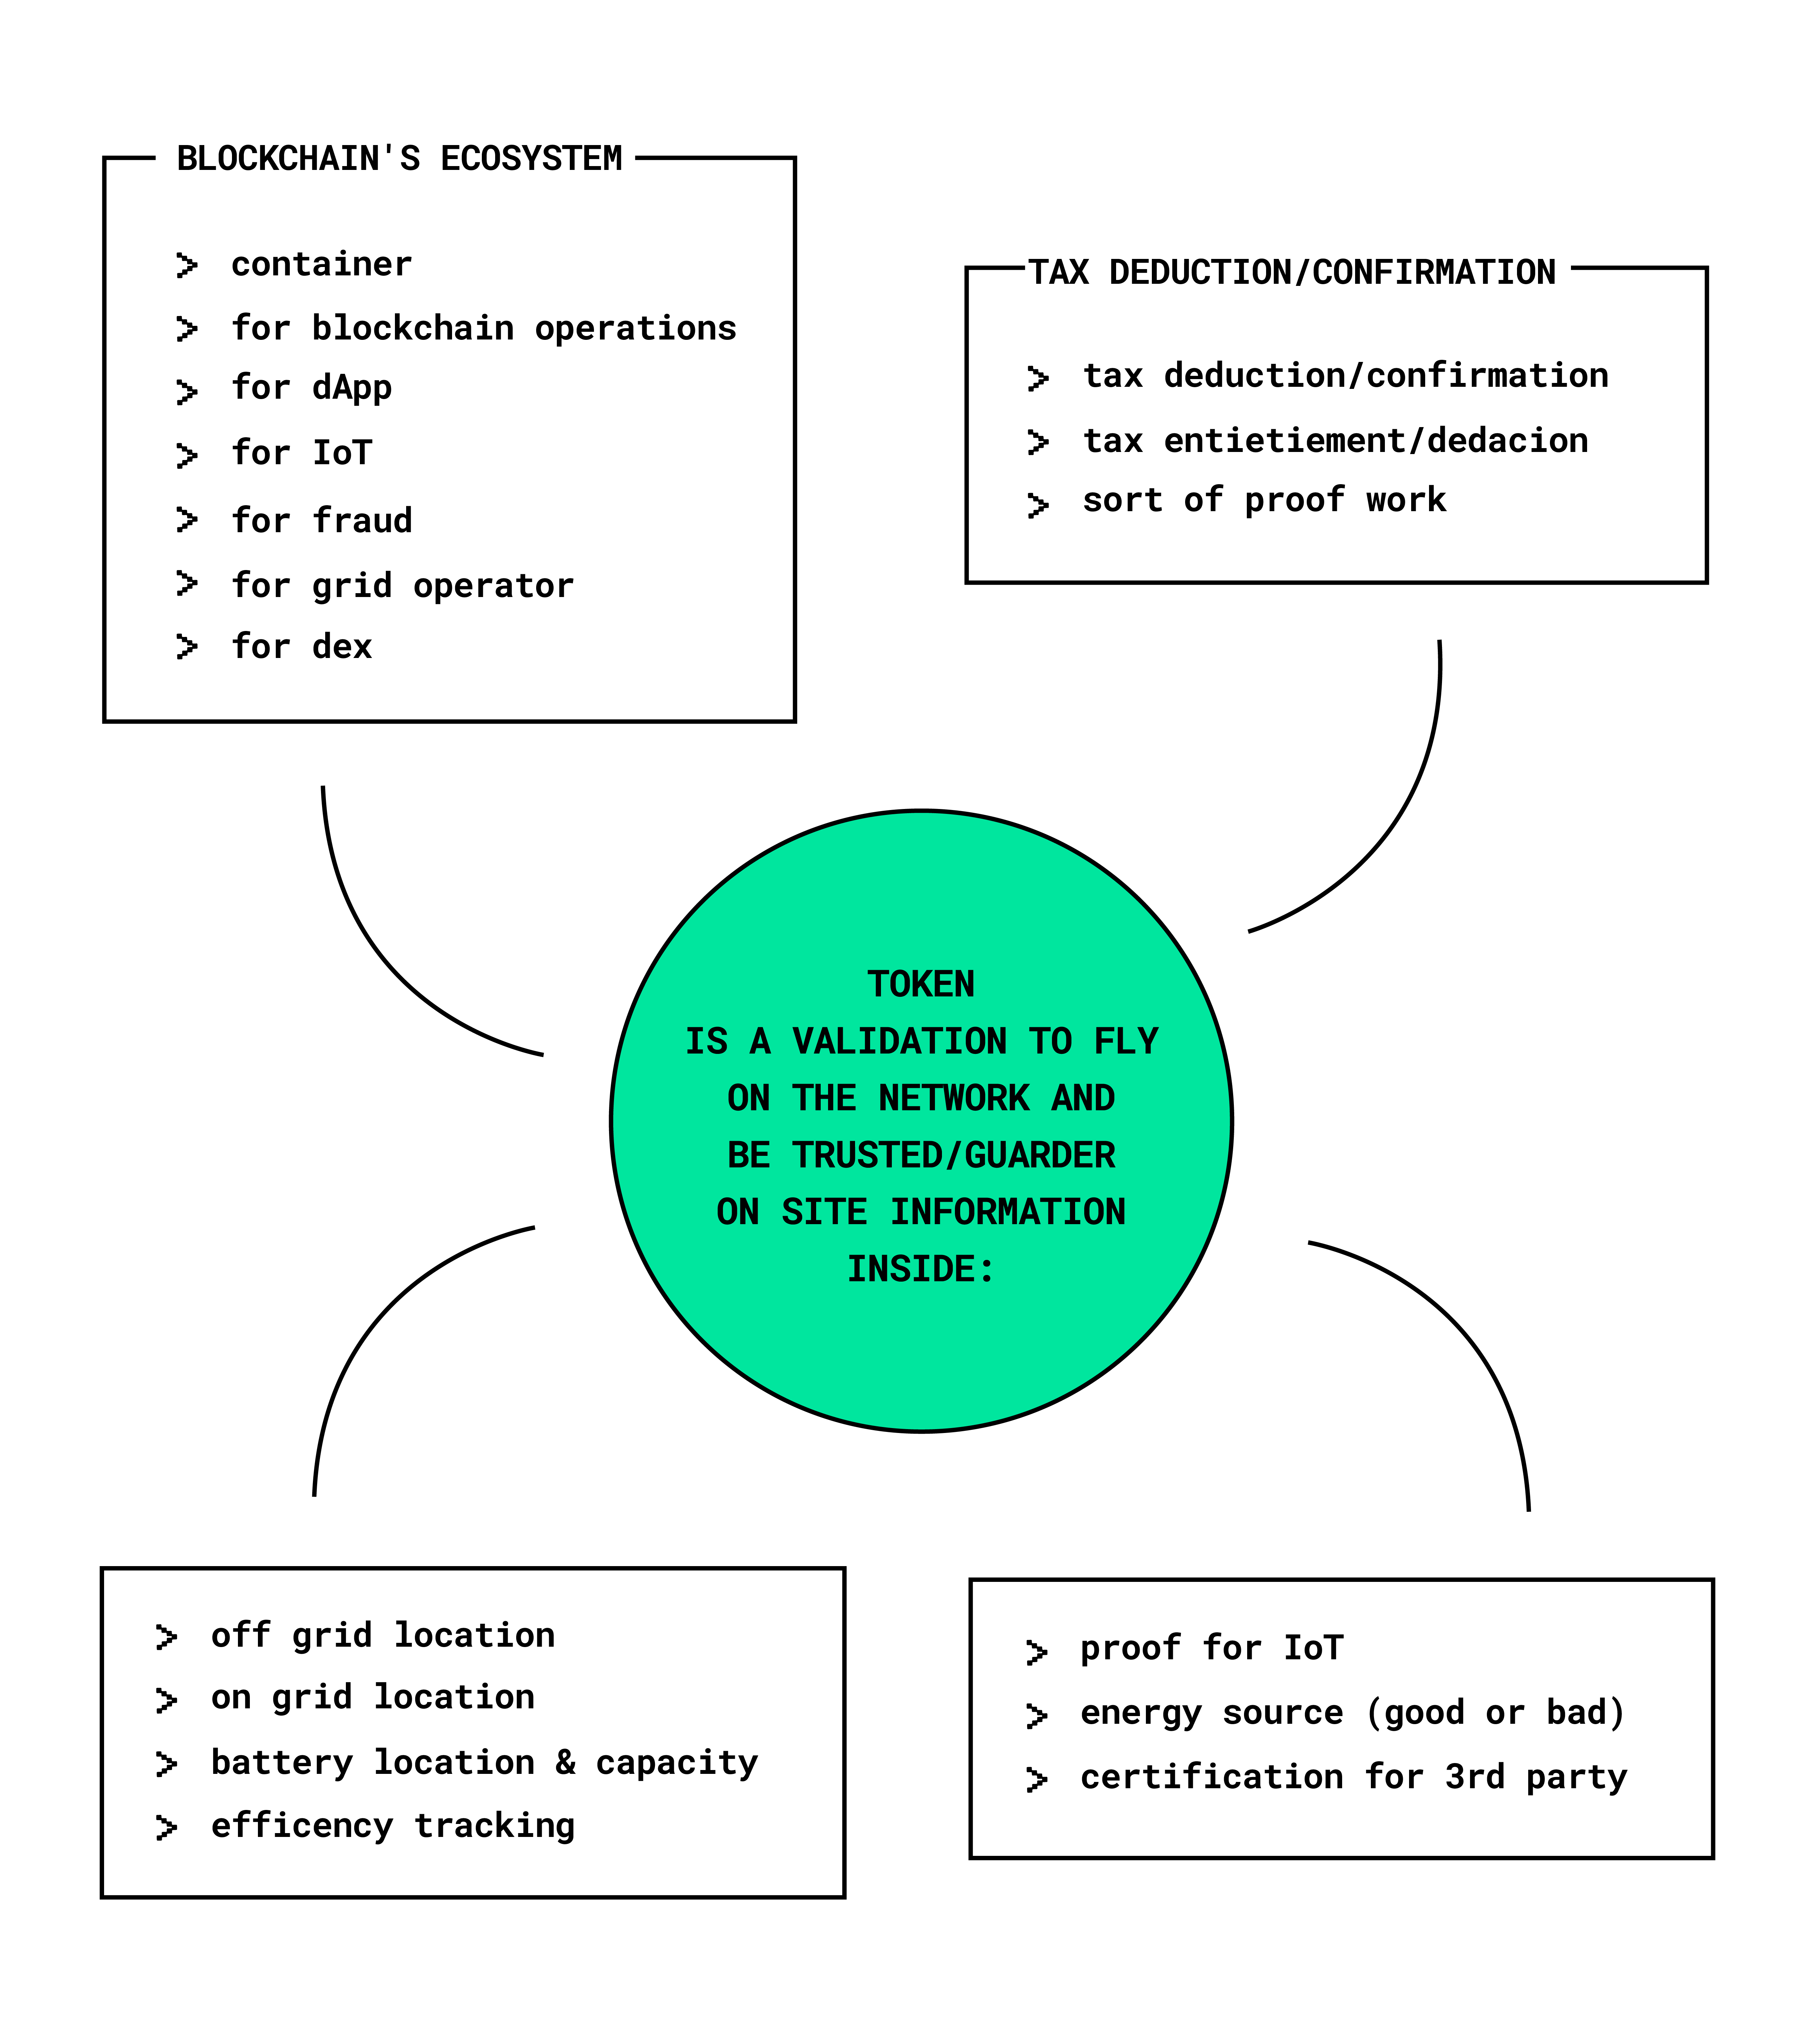 BLOCKCHAIN'S ECOSYSTEM
> container
> for blockchain operations
> for dApp
> for IoT
> for fraud
> for grid operator
> for dex
TAX DEDUCTION/CONFIRMATION
> tax deduction/confirmation
> tax entietiement/dedacion
> sort of proof work
TOKEN
IS A VALIDATION TO FLY
ON THE NETWORK AND
BE TRUSTED/GUARDER
ON SITE INFORMATION
INSIDE:
> off grid location
> on grid location
> battery location & capacity
> efficency tracking
> proof for IoT
> energy source (good or bad)
> certification for 3rd party